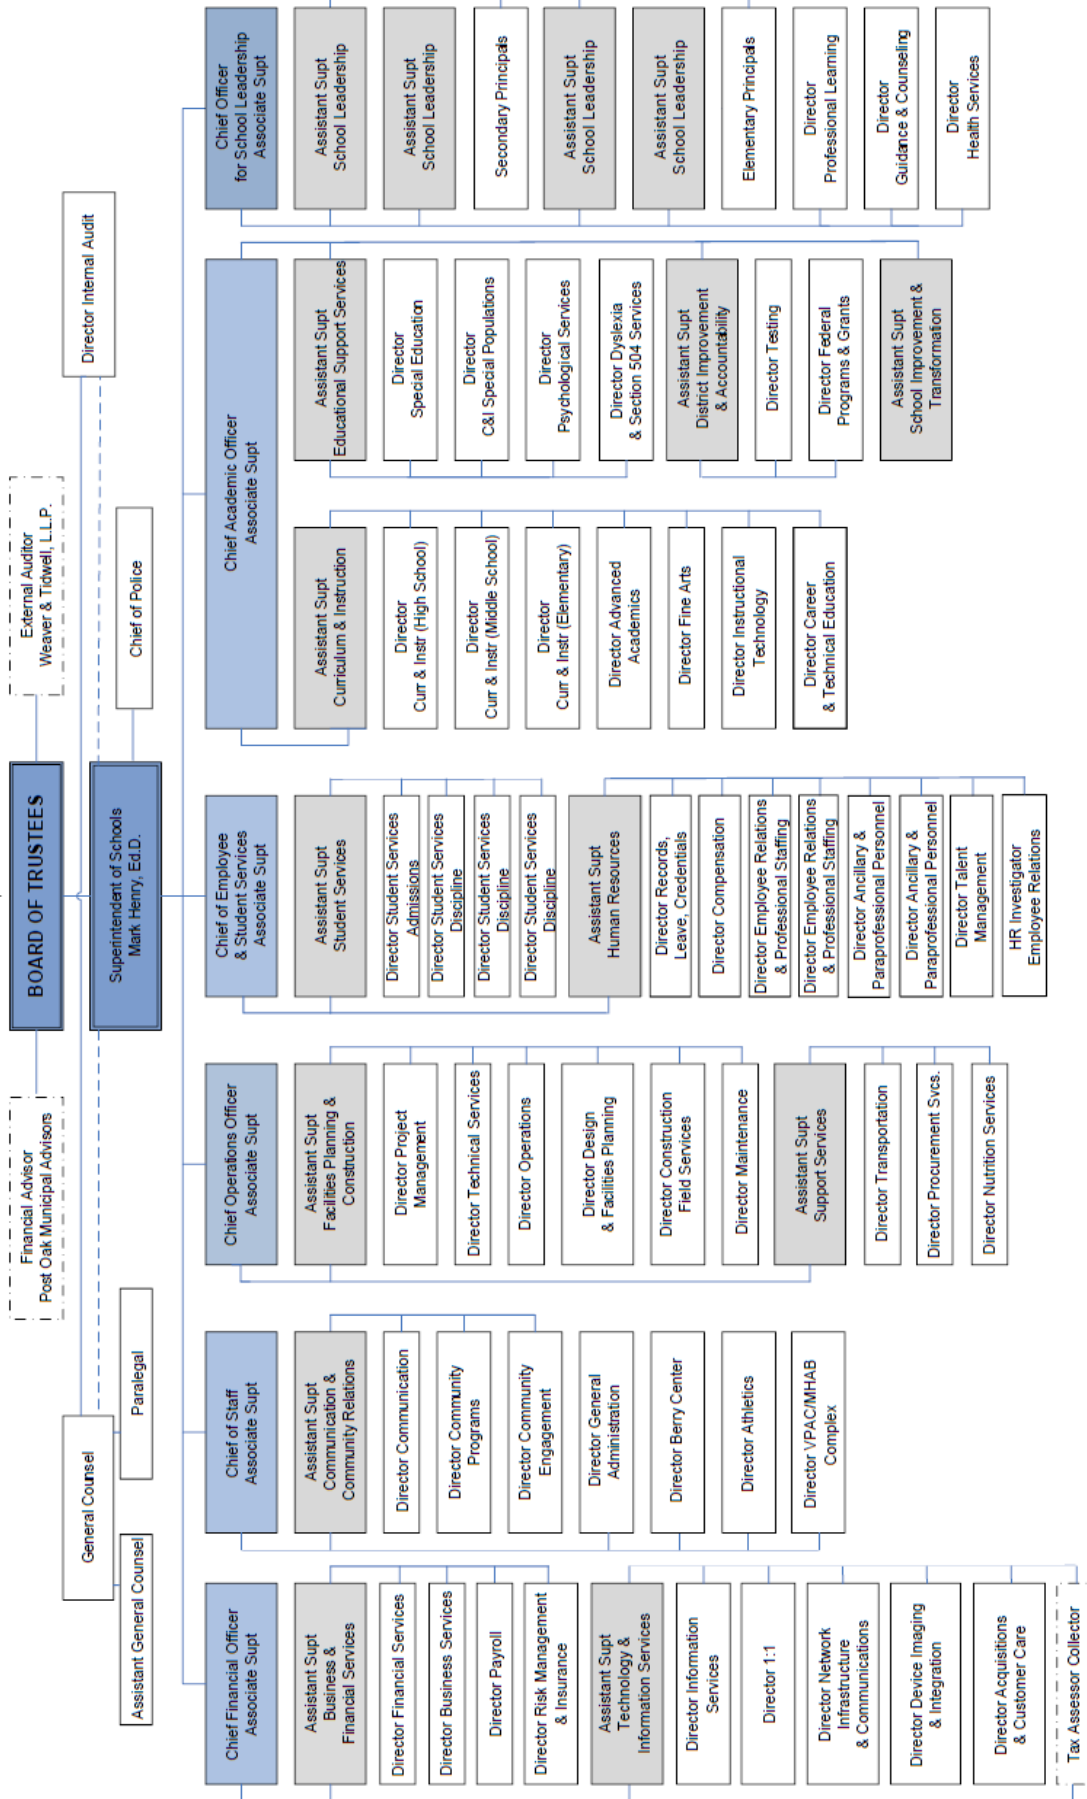 BOARD OF TRUSTEES
Financial Advisor
Post Oak Municipal Advisors
External Auditor
Weaver & Tidwell, L.L.P.
General Counsel
Director Internal Audit
Superintendent of Schools
Mark Henry, Ed.D.
Assistant General Counsel
Paralegal
Chief of Police
Chief Financial Officer
Associate Supt
Assistant Supt
Business &
Financial Services
Director Financial Services
Director Business Services
Director Payroll
Director Risk Management
& Insurance
Assistant Supt
Technology &
Information Services
Director Information
Services
Director 1:1
Director Network
Infrastructure
& Communications
Director Device Imaging
& Integration
Director Acquisitions
& Customer Care
Tax Assessor Collector
Chief of Staff
Associate Supt
Assistant Supt
Communication &
Community Relations
Director Communication
Director Community
Programs
Director Community
Engagement
Director General
Administration
Director Berry Center
Director Athletics
Director VPAC/MHAB
Complex
Chief Operations Officer
Associate Supt
Assistant Supt
Facilities Planning &
Construction
Director Project
Management
Director Technical Services
Director Operations
Director Design
& Facilities Planning
Director Construction
Field Services
Director Maintenance
Assistant Supt
Support Services
Director Transportation
Director Procurement Svcs.
Director Nutrition Services
Chief of Employee
& Student Services
Associate Supt
Assistant Supt
Student Services
Director Student Services
Admissions
Director Student Services
Discipline
Director Student Services
Discipline
Director Student Services
Discipline
Assistant Supt
Human Resources
Director Records,
Leave, Credentials
Director Compensation
Director Employee Relations
& Professional Staffing
Director Employee Relations
& Professional Staffing
Director Ancillary &
Paraprofessional Personnel
Director Ancillary &
Paraprofessional Personnel
Director Talent
Management
HR Investigator
Employee Relations
Chief Academic Officer
Associate Supt
Assistant Supt
Curriculum & Instruction
Director
Curr & Instr (High School)
Director
Curr & Instr (Middle School)
Director
Curr & Instr (Elementary)
Director Advanced
Academics
Director Fine Arts
Director Instructional
Technology
Director Career
& Technical Education
Assistant Supt
Educational Support Services
Director
Special Education
Director
C&I Special Populations
Director
Psychological Services
Director Dyslexia
& Section 504 Services
Assistant Supt
District Improvement
& Accountability
Director Testing
Director Federal
Programs & Grants
Assistant Supt
School Improvement &
Transformation
Chief Officer
for School Leadership
Associate Supt
Assistant Supt
School Leadership
Assistant Supt
School Leadership
Secondary Principals
Assistant Supt
School Leadership
Assistant Supt
School Leadership
Elementary Principals
Director
Professional Learning
Director
Guidance & Counseling
Director
Health Services